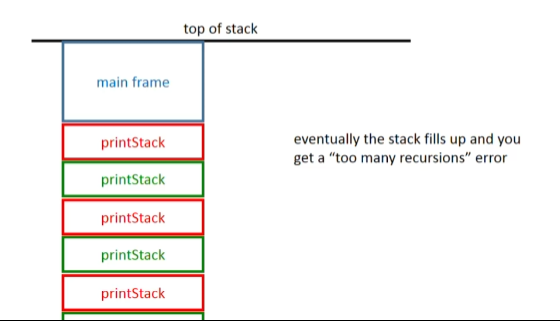 top of stack
main frame
printStack
eventually the stack fills up and you
get a “too many recursions” error
printStack
printStack
printStack
printStack